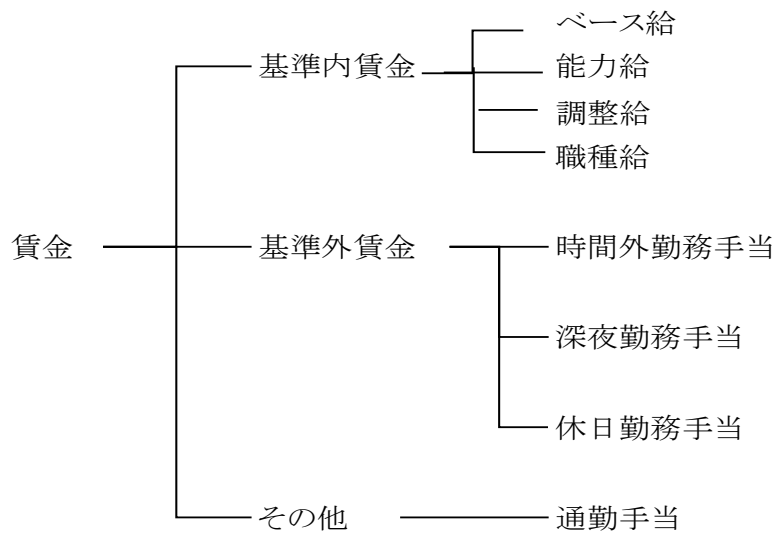 ベース給
基準内賃金
能力給
調整給
職種給
賃金
基準外賃金
時間外勤務手当
深夜勤務手当
休日勤務手当
その他
通勤手当